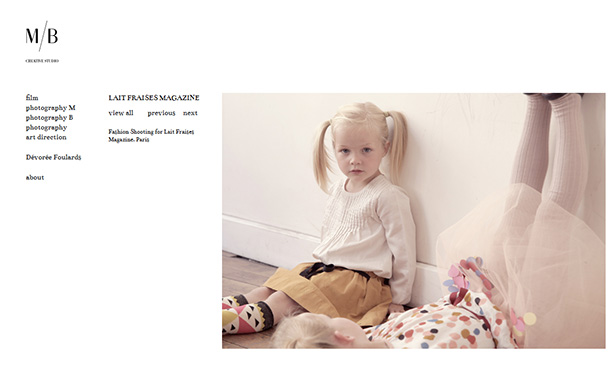 M/B
CREATIVE STUDIO
film
photography M
photography B
photography
art direction
Dévorée Foulards
about
LAIT FRAISES MAGAZINE
view all previous next
Fashion Shooting for Lait Fraises
Magazine, Paris